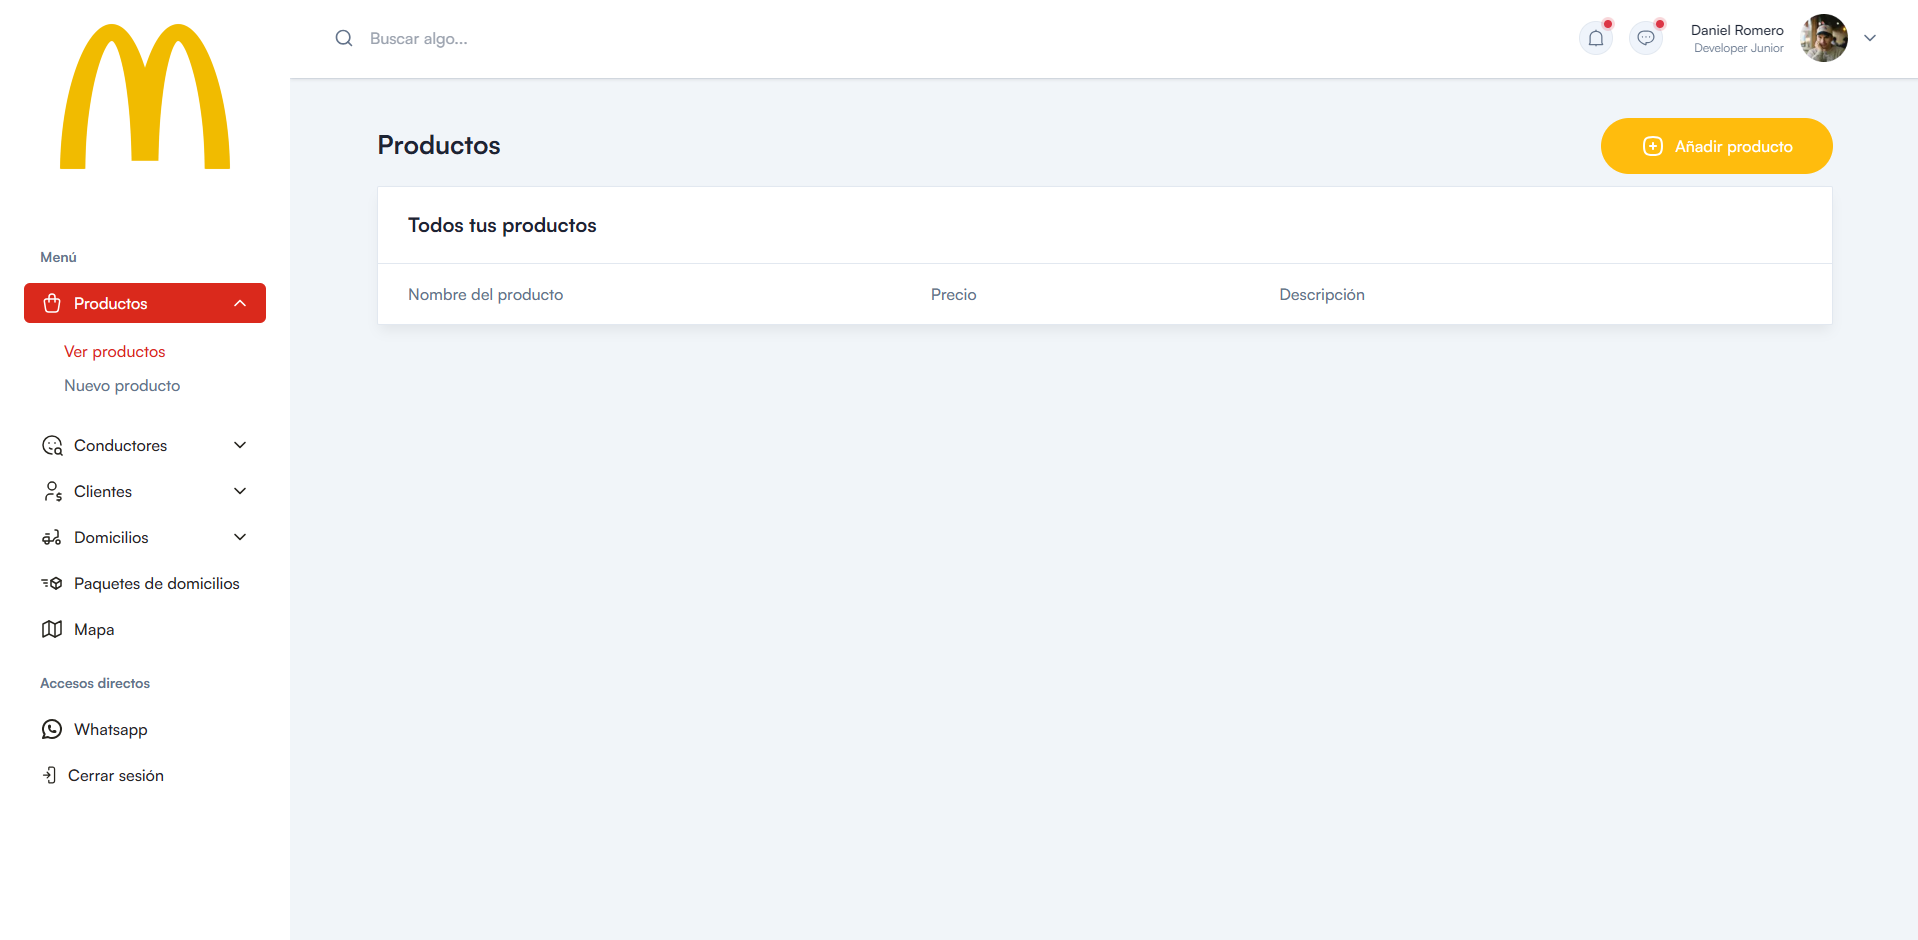 Buscar algo...
Daniel Romero
Developer Junior
Menú
Productos
Ver productos
Nuevo producto
Conductores
Clientes
Domicilios
Paquetes de domicilios
Mapa
Accesos directos
Whatsapp
Cerrar sesión
Productos
Añadir producto
Todos tus productos
Nombre del producto
Precio
Descripción